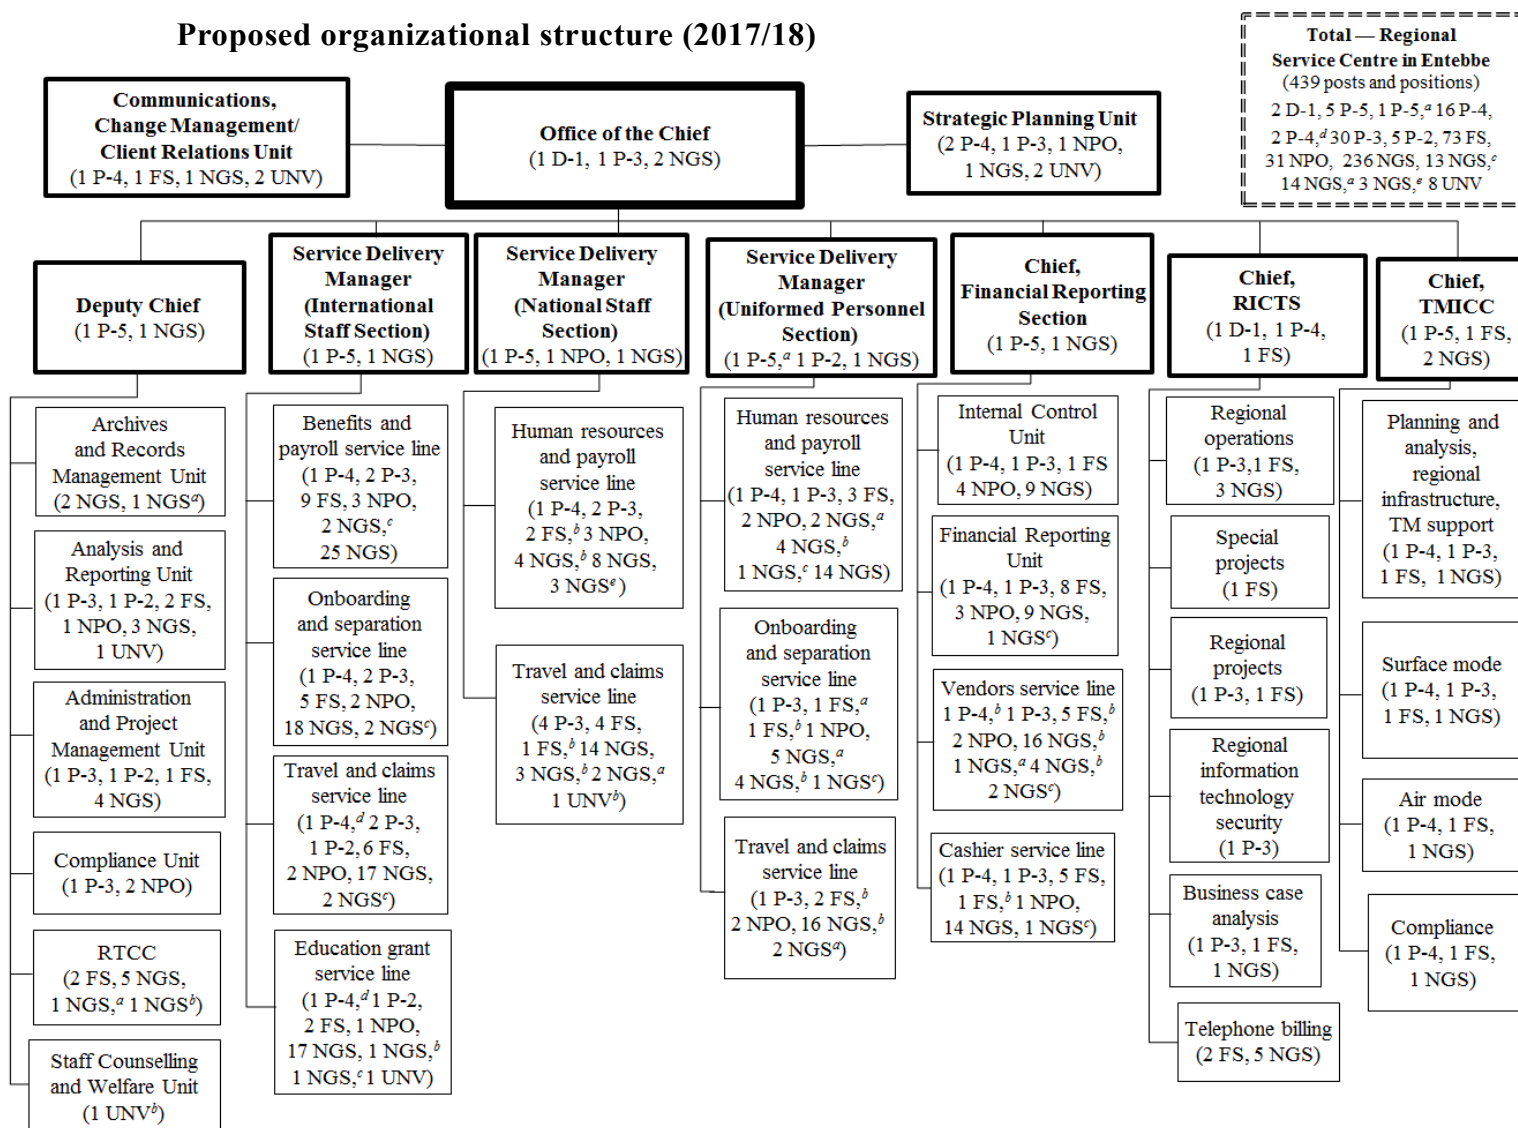 Proposed organizational structure (2017/18)
Total — Regional
Service Centre in Entebbe
(439 posts and positions)
2 D-1, 5 P-5, 1 P-5,ᵃ 16 P-4,
2 P-4,ᵈ 30 P-3, 5 P-2, 73 FS,
31 NPO, 236 NGS, 13 NGS,ᶜ
14 NGS,ᵃ 3 NGS,ᵉ 8 UNV
Communications,
Change Management/
Client Relations Unit
(1 P-4, 1 FS, 1 NGS, 2 UNV)
Office of the Chief
(1 D-1, 1 P-3, 2 NGS)
Strategic Planning Unit
(2 P-4, 1 P-3, 1 NPO,
1 NGS, 2 UNV)
Deputy Chief
(1 P-5, 1 NGS)
Service Delivery
Manager
(International
Staff Section)
(1 P-5, 1 NGS)
Service Delivery
Manager
(National Staff
Section)
(1 P-5, 1 NPO, 1 NGS)
Service Delivery
Manager
(Uniformed Personnel
Section)
(1 P-5,ᵃ 1 P-2, 1 NGS)
Chief,
Financial Reporting
Section
(1 P-5, 1 NGS)
Chief,
RICTS
(1 D-1, 1 P-4,
1 FS)
Chief,
TMICC
(1 P-5, 1 FS,
2 NGS)
Archives
and Records
Management Unit
(2 NGS, 1 NGSᵃ)
Analysis and
Reporting Unit
(1 P-3, 1 P-2, 2 FS,
1 NPO, 3 NGS,
1 UNV)
Administration
and Project
Management Unit
(1 P-3, 1 P-2, 1 FS,
4 NGS)
Compliance Unit
(1 P-3, 2 NPO)
RTCC
(2 FS, 5 NGS,
1 NGS,ᵃ 1 NGSᵇ)
Staff Counselling
and Welfare Unit
(1 UNVᵇ)
Benefits and
payroll service line
(1 P-4, 2 P-3,
9 FS, 3 NPO,
2 NGS,ᶜ
25 NGS)
Onboarding
and separation
service line
(1 P-4, 2 P-3,
5 FS, 2 NPO,
18 NGS, 2 NGSᶜ)
Travel and claims
service line
(1 P-4,ᵈ 2 P-3,
1 P-2, 6 FS,
2 NPO, 17 NGS,
2 NGSᶜ)
Education grant
service line
(1 P-4,ᵈ 1 P-2,
2 FS, 1 NPO,
17 NGS, 1 NGS,ᵇ
1 NGS,ᶜ 1 UNV)
Human resources
and payroll
service line
(1 P-4, 2 P-3,
2 FS,ᵇ 3 NPO,
4 NGS,ᵇ 8 NGS,
3 NGSᵉ)
Travel and claims
service line
(4 P-3, 4 FS,
1 FS,ᵇ 14 NGS,
3 NGS,ᵇ 2 NGS,ᵃ
1 UNVᵇ)
Human resources
and payroll
service line
(1 P-4, 1 P-3, 3 FS,
2 NPO, 2 NGS,ᵃ
4 NGS,ᵇ
1 NGS,ᶜ 14 NGS)
Onboarding
and separation
service line
(1 P-3, 1 FS,ᵃ
1 FS,ᵇ 1 NPO,
5 NGS,ᵃ
4 NGS,ᵇ 1 NGSᶜ)
Travel and claims
service line
(1 P-3, 2 FS,ᵇ
2 NPO, 16 NGS,ᵇ
2 NGSᵃ)
Internal Control
Unit
(1 P-4, 1 P-3, 1 FS
4 NPO, 9 NGS)
Financial Reporting
Unit
(1 P-4, 1 P-3, 8 FS,
3 NPO, 9 NGS,
1 NGSᶜ)
Vendors service line
1 P-4,ᵇ 1 P-3, 5 FS,ᵇ
2 NPO, 16 NGS,ᵇ
1 NGS,ᵃ 4 NGS,ᵇ
2 NGSᶜ)
Cashier service line
(1 P-4, 1 P-3, 5 FS,
1 FS,ᵇ 1 NPO,
14 NGS, 1 NGSᶜ)
Regional
operations
(1 P-3,1 FS,
3 NGS)
Special
projects
(1 FS)
Regional
projects
(1 P-3, 1 FS)
Regional
information
technology
security
(1 P-3)
Business case
analysis
(1 P-3, 1 FS,
1 NGS)
Telephone billing
(2 FS, 5 NGS)
Planning and
analysis,
regional
infrastructure,
TM support
(1 P-4, 1 P-3,
1 FS, 1 NGS)
Surface mode
(1 P-4, 1 P-3,
1 FS, 1 NGS)
Air mode
(1 P-4, 1 FS,
1 NGS)
Compliance
(1 P-4, 1 FS,
1 NGS)